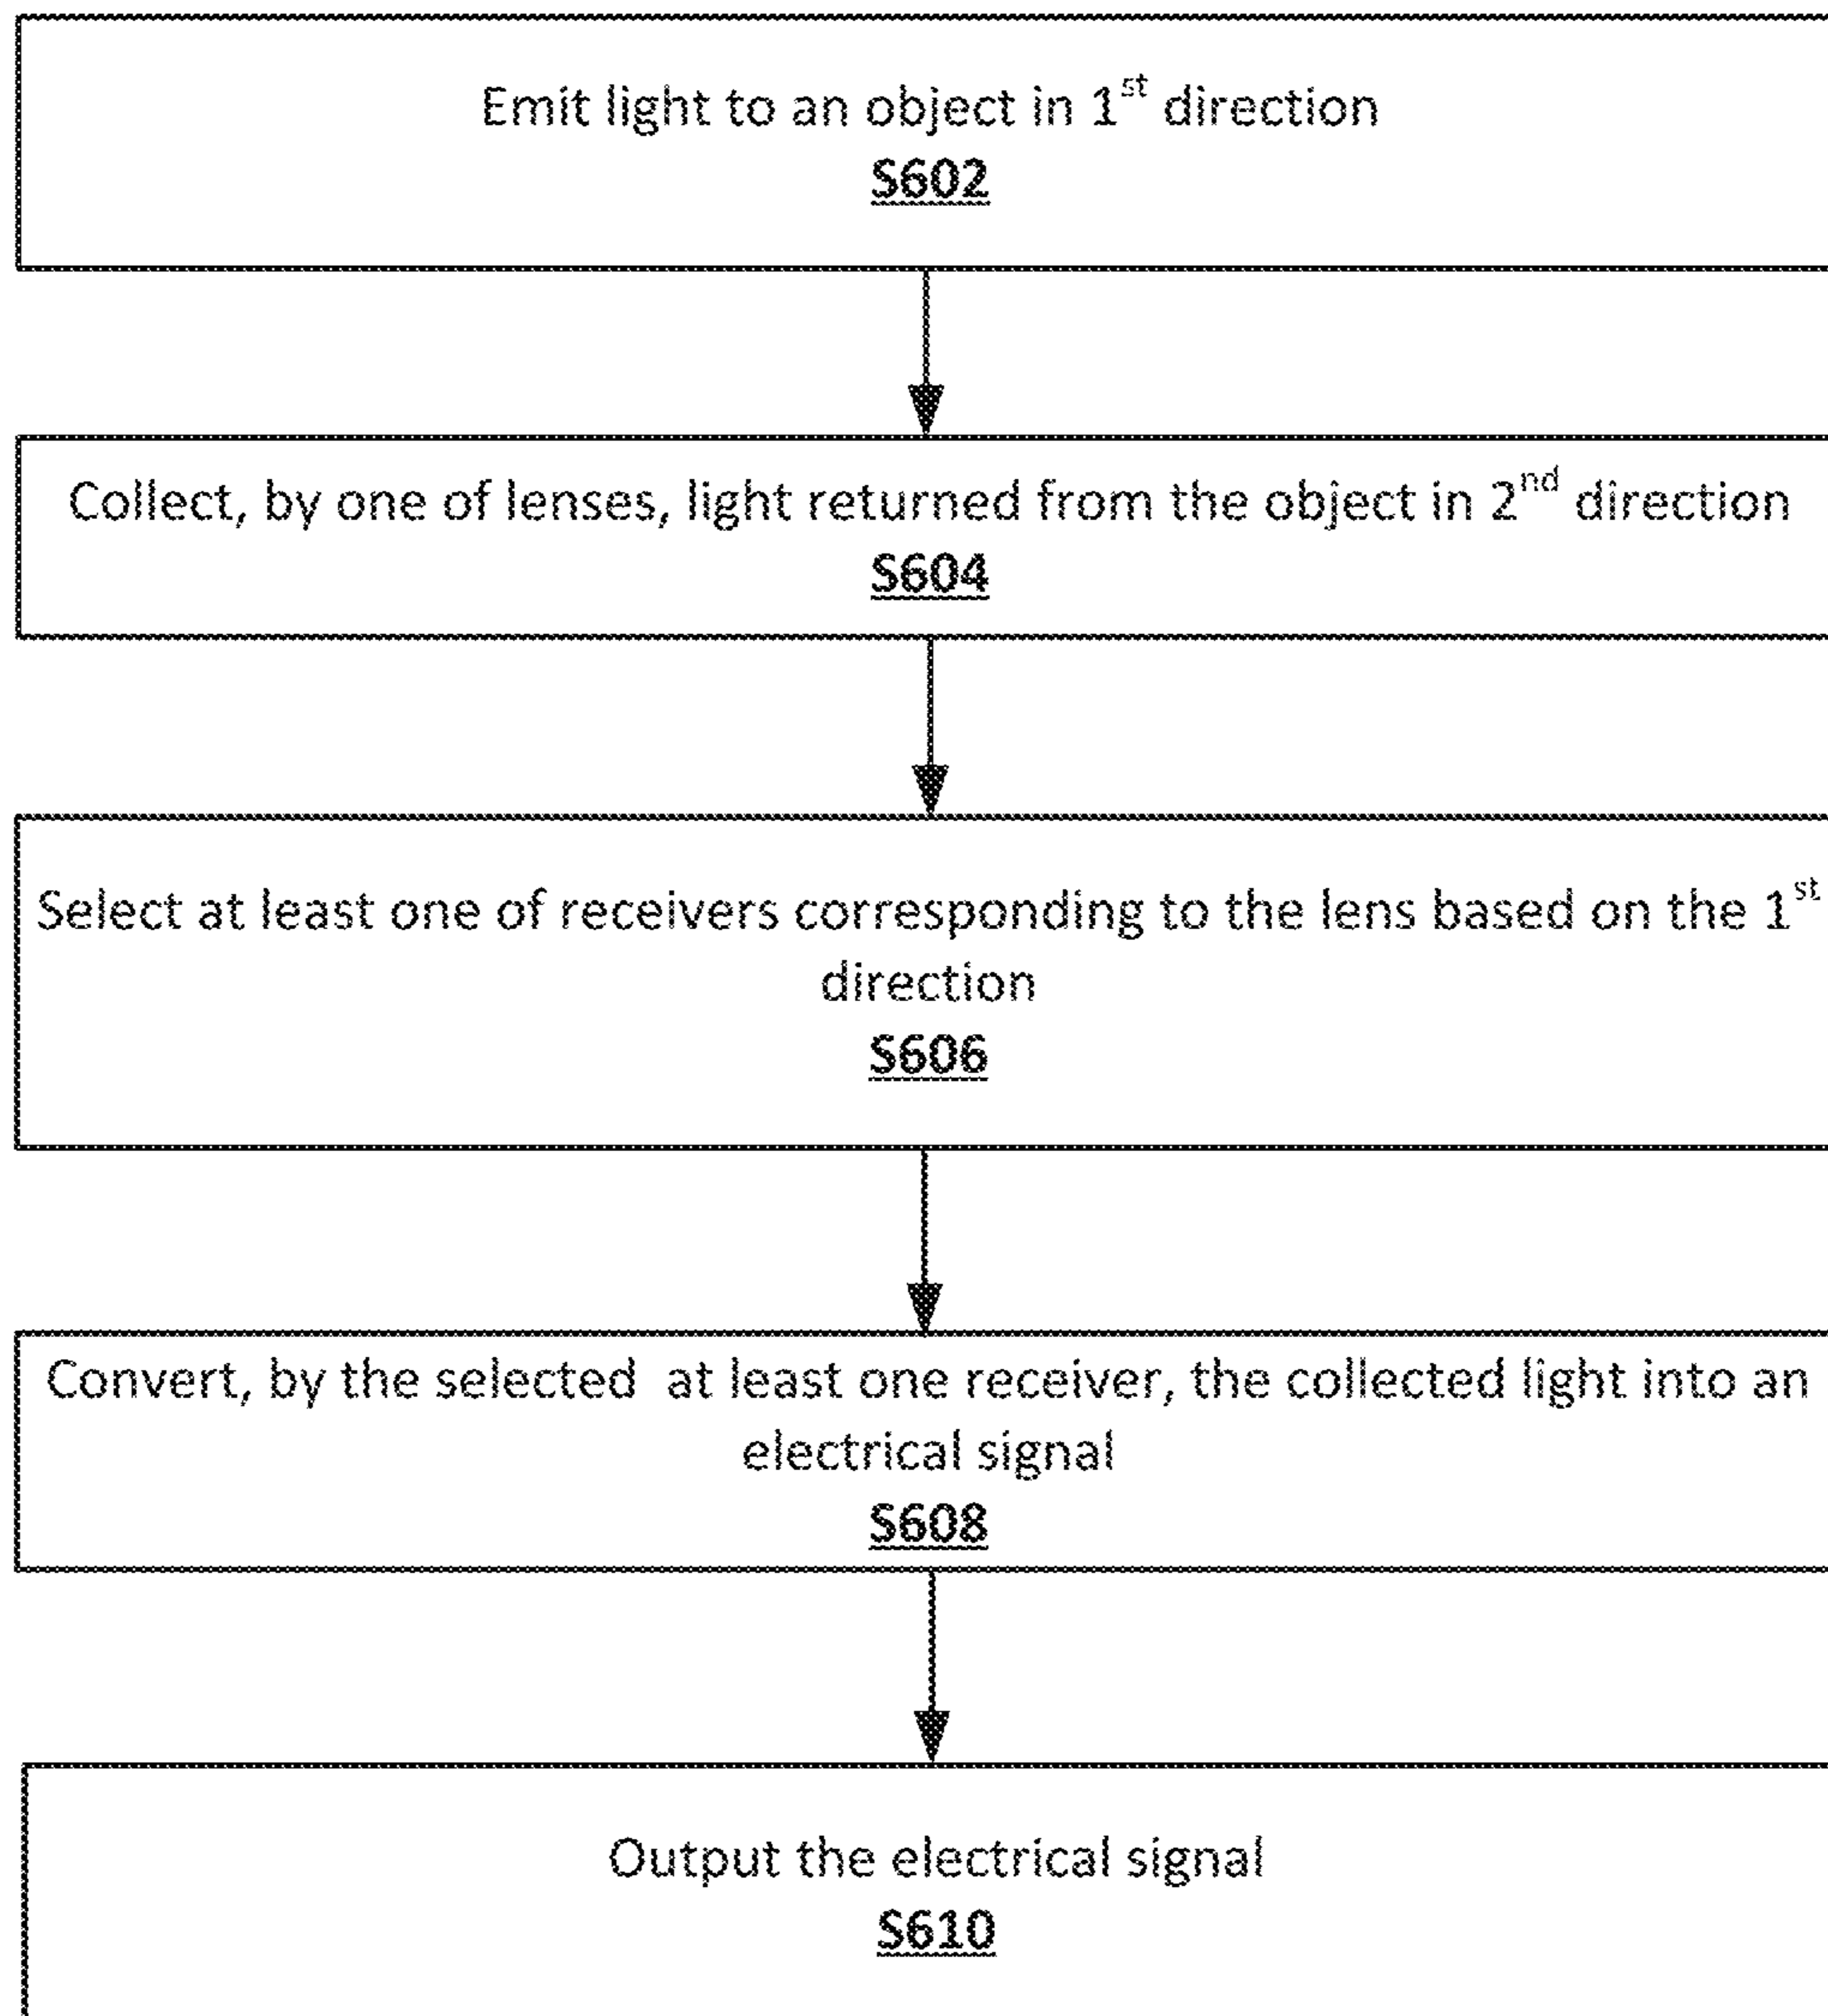 Emit light to an object in 1st direction
S602
Collect, by one of lenses, light returned from the object in 2nd direction
S604
Select at least one of receivers corresponding to the lens based on the 1st
direction
S606
Convert, by the selected at least one receiver, the collected light into an
electrical signal
S608
Output the electrical signal
S610